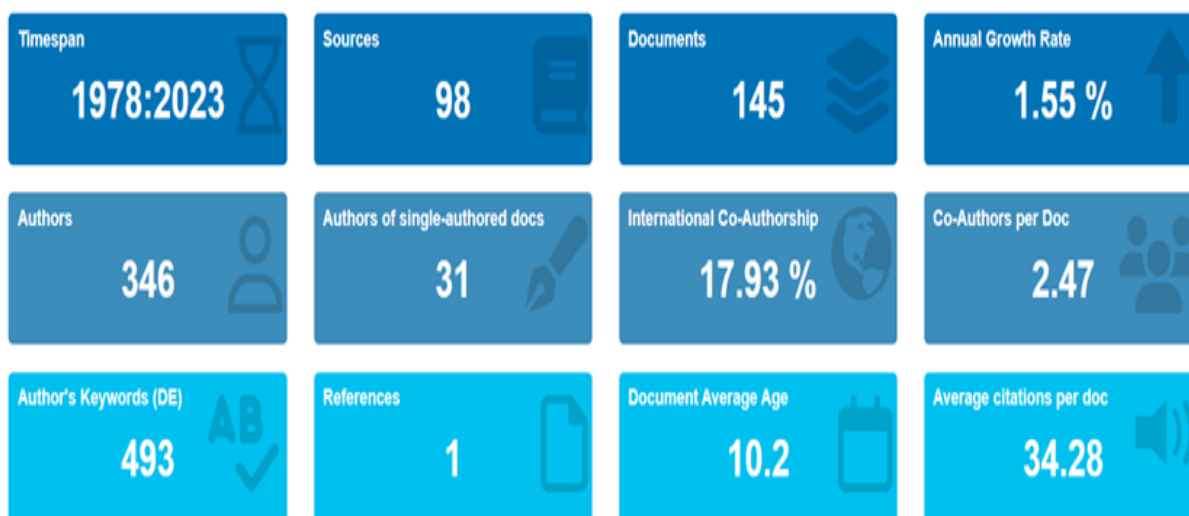 Timespan
1978:2023
Sources
98
Documents
145
Annual Growth Rate
1.55 %
Authors
346
Authors of single-authored docs
31
International Co-Authorship
17.93 %
Co-Authors per Doc
2.47
Author's Keywords (DE)
493
AB
References
1
Document Average Age
10.2
Average citations per doc
34.28